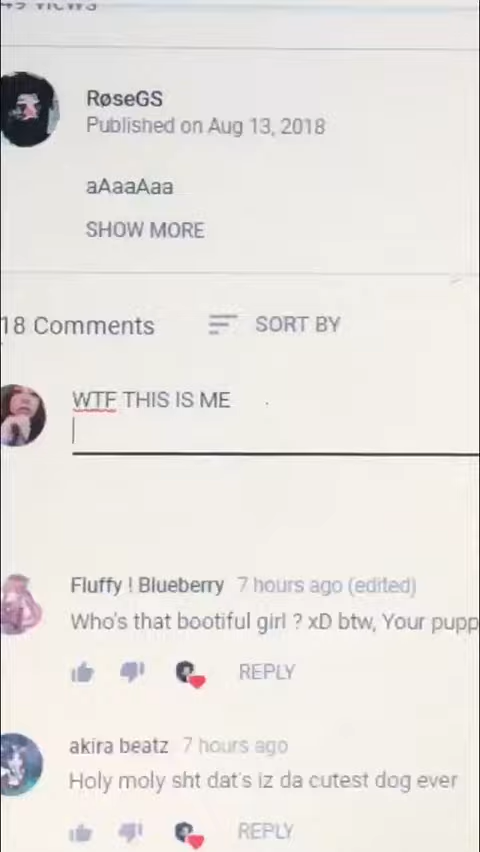 49 views
RøseGS
Published on Aug 13, 2018
aAaaAaa
SHOW MORE
18 Comments
SORT BY
WTF THIS IS ME
Fluffy ! Blueberry 7 hours ago (edited)
Who's that bootiful girl ? xD btw, Your pupp
REPLY
akira beatz 7 hours ago
Holy moly sht dat's iz da cutest dog ever
REPLY